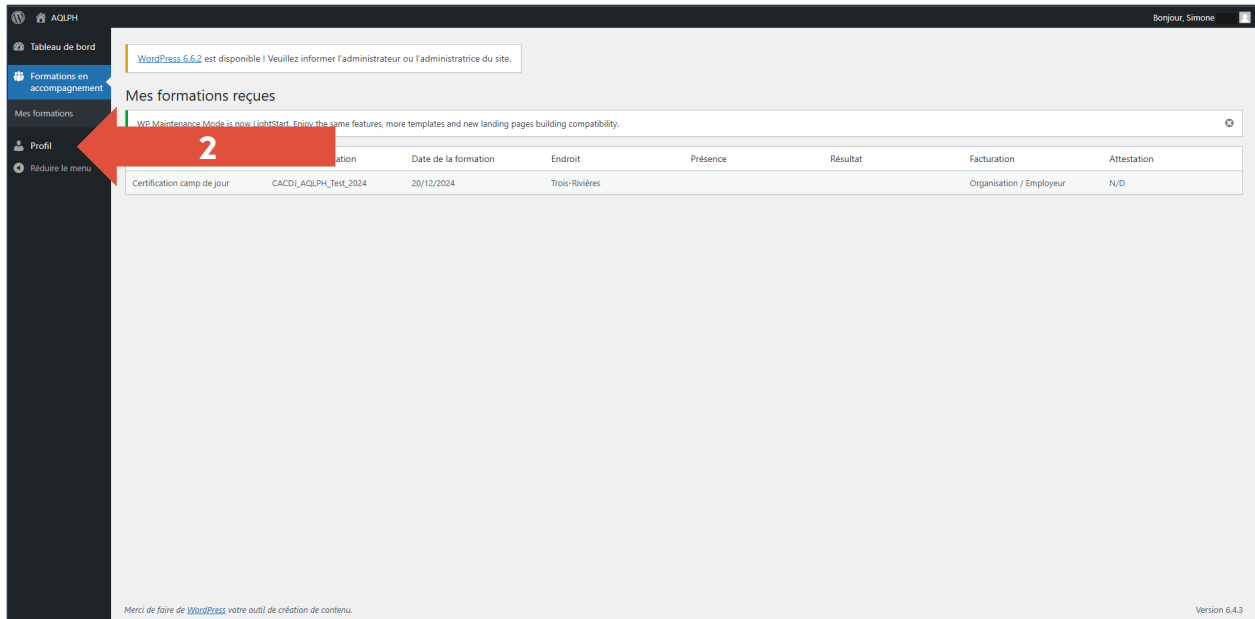 AQLPH
Bonjour, Simone
Tableau de bord
WordPress 6.6.2 est disponible ! Veuillez informer l'administrateur ou l'administratrice du site.
Formations en
accompagnement
Mes formations reçues
Mes formations
WP Maintenance Mode is now LightStart. Enjoy the same features, more templates and new landing pages building compatibility.
Profil
2
Réduire le menu
Date de la formation Endroit Présence Résultat Facturation Attestation
Certification camp de jour CACDJ_AQLPH_Test_2024 20/12/2024 Trois-Rivières Organisation / Employeur N/D
Merci de faire de WordPress votre outil de création de contenu.
Version 6.4.3